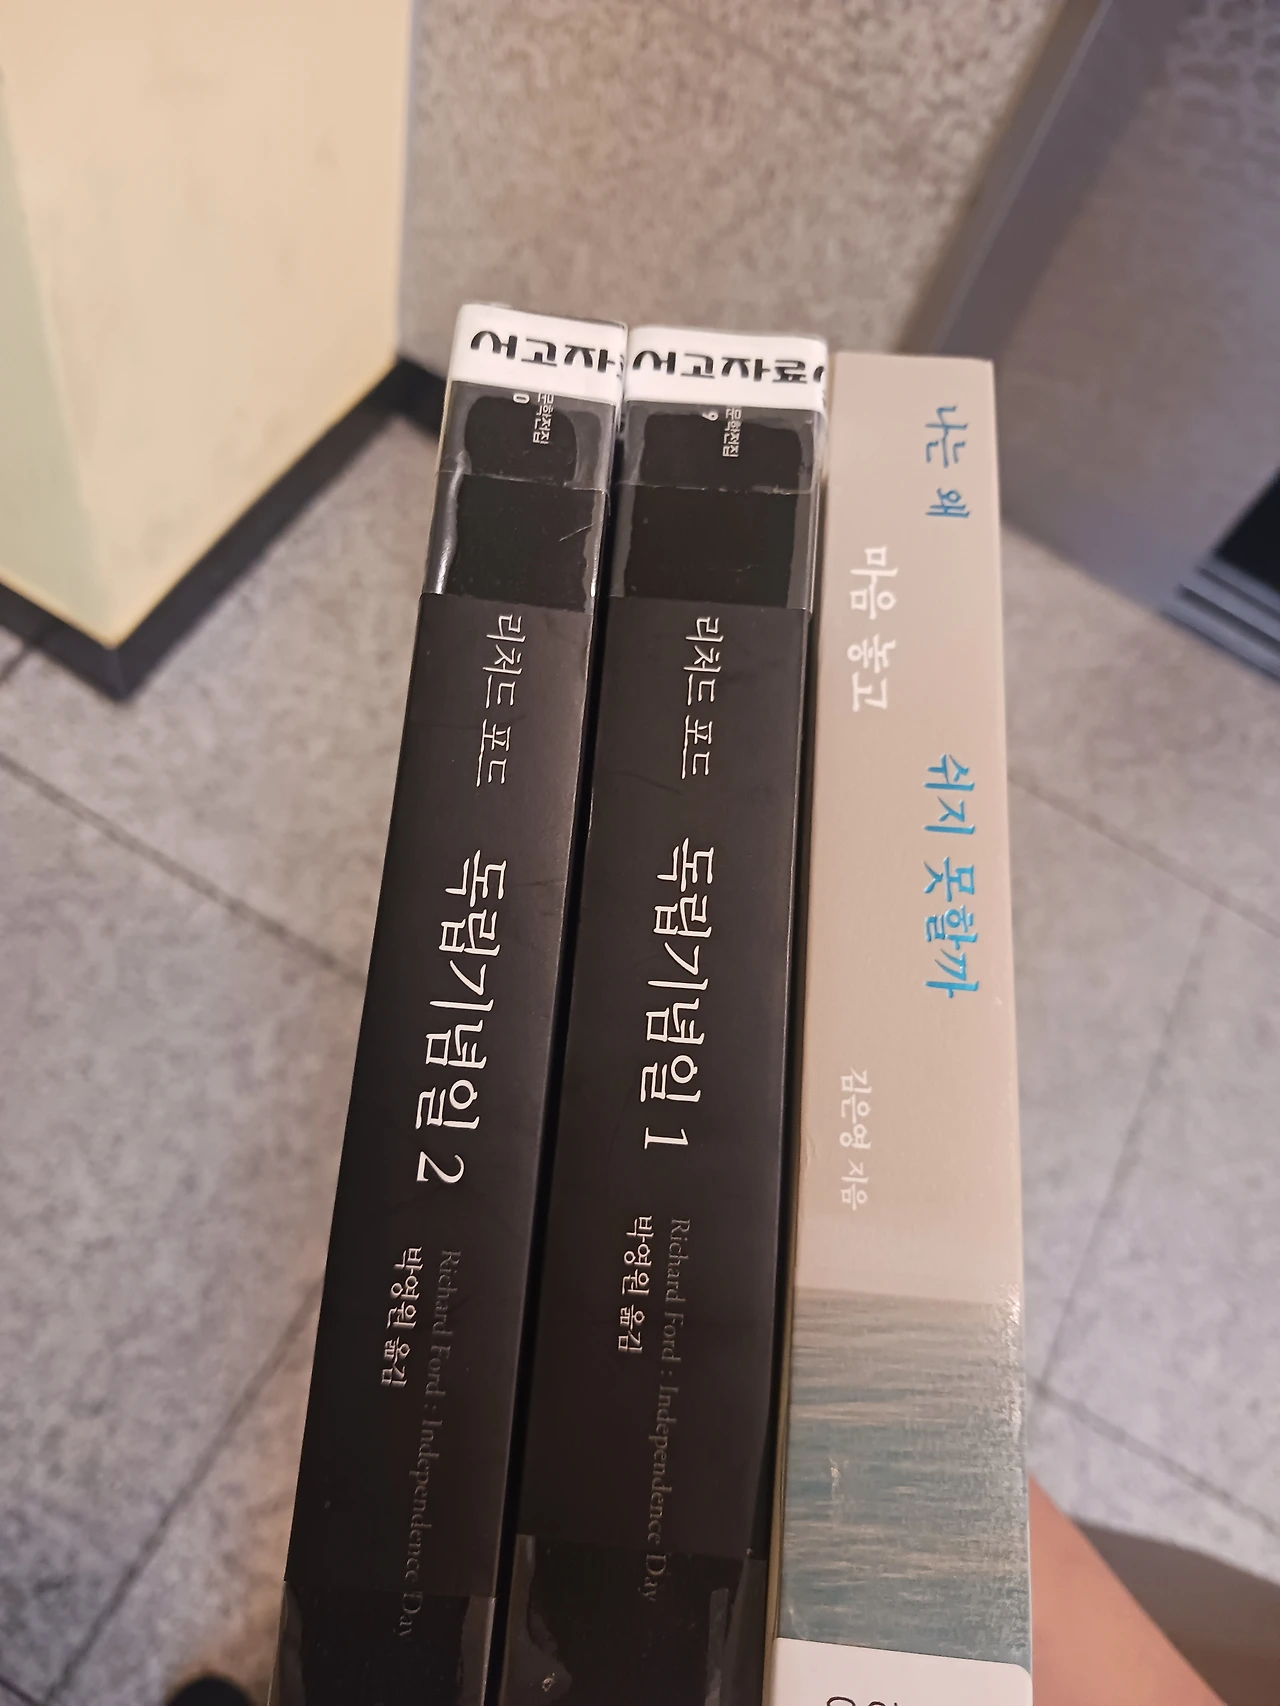 서고자료
문학전집
0
리처드 포드
독립기념일 2
Richard Ford : Independence Day
박영원 옮김
서고자료
문학전집
9
리처드 포드
독립기념일 1
Richard Ford : Independence Day
박영원 옮김
나는 왜
마음 놓고
쉬지 못할까
김은영 지음